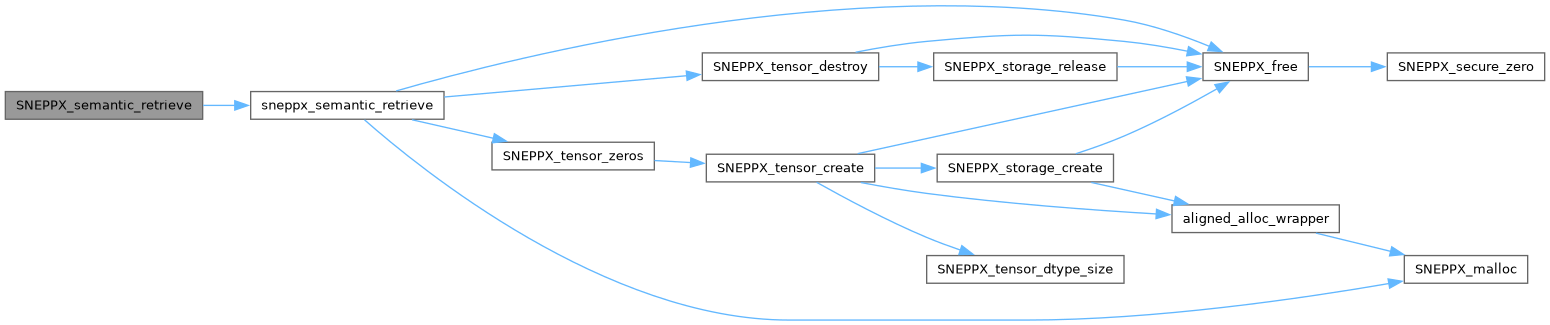 SNEPPX_semantic_retrieve
sneppx_semantic_retrieve
SNEPPX_tensor_destroy
SNEPPX_storage_release
SNEPPX_free
SNEPPX_secure_zero
SNEPPX_tensor_zeros
SNEPPX_tensor_create
SNEPPX_storage_create
aligned_alloc_wrapper
SNEPPX_tensor_dtype_size
SNEPPX_malloc